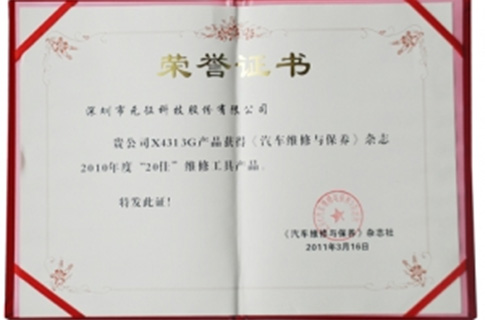 荣誉证书
深圳市元征科技股份有限公司
贵公司X4313G产品获得《汽车维修与保养》杂志
2010年度“20佳”维修工具产品。
特发此证！
《汽车维修与保养》杂志社
2011年3月16日